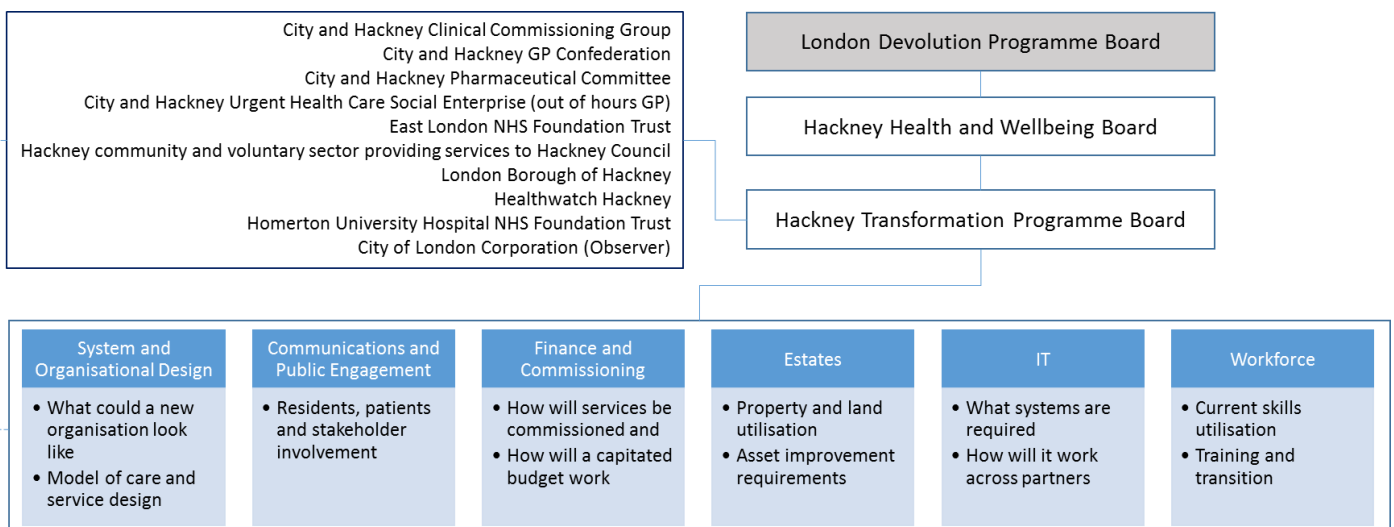 City and Hackney Clinical Commissioning Group
City and Hackney GP Confederation
City and Hackney Pharmaceutical Committee
City and Hackney Urgent Health Care Social Enterprise (out of hours GP)
East London NHS Foundation Trust
Hackney community and voluntary sector providing services to Hackney Council
London Borough of Hackney
Healthwatch Hackney
Homerton University Hospital NHS Foundation Trust
City of London Corporation (Observer)
London Devolution Programme Board
Hackney Health and Wellbeing Board
Hackney Transformation Programme Board
System and
Organisational Design
• What could a new
organisation look
like
• Model of care and
service design
Communications and
Public Engagement
• Residents, patients
and stakeholder
involvement
Finance and
Commissioning
• How will services be
commissioned and
• How will a capitated
budget work
Estates
• Property and land
utilisation
• Asset improvement
requirements
IT
• What systems are
required
• How will it work
across partners
Workforce
• Current skills
utilisation
• Training and
transition